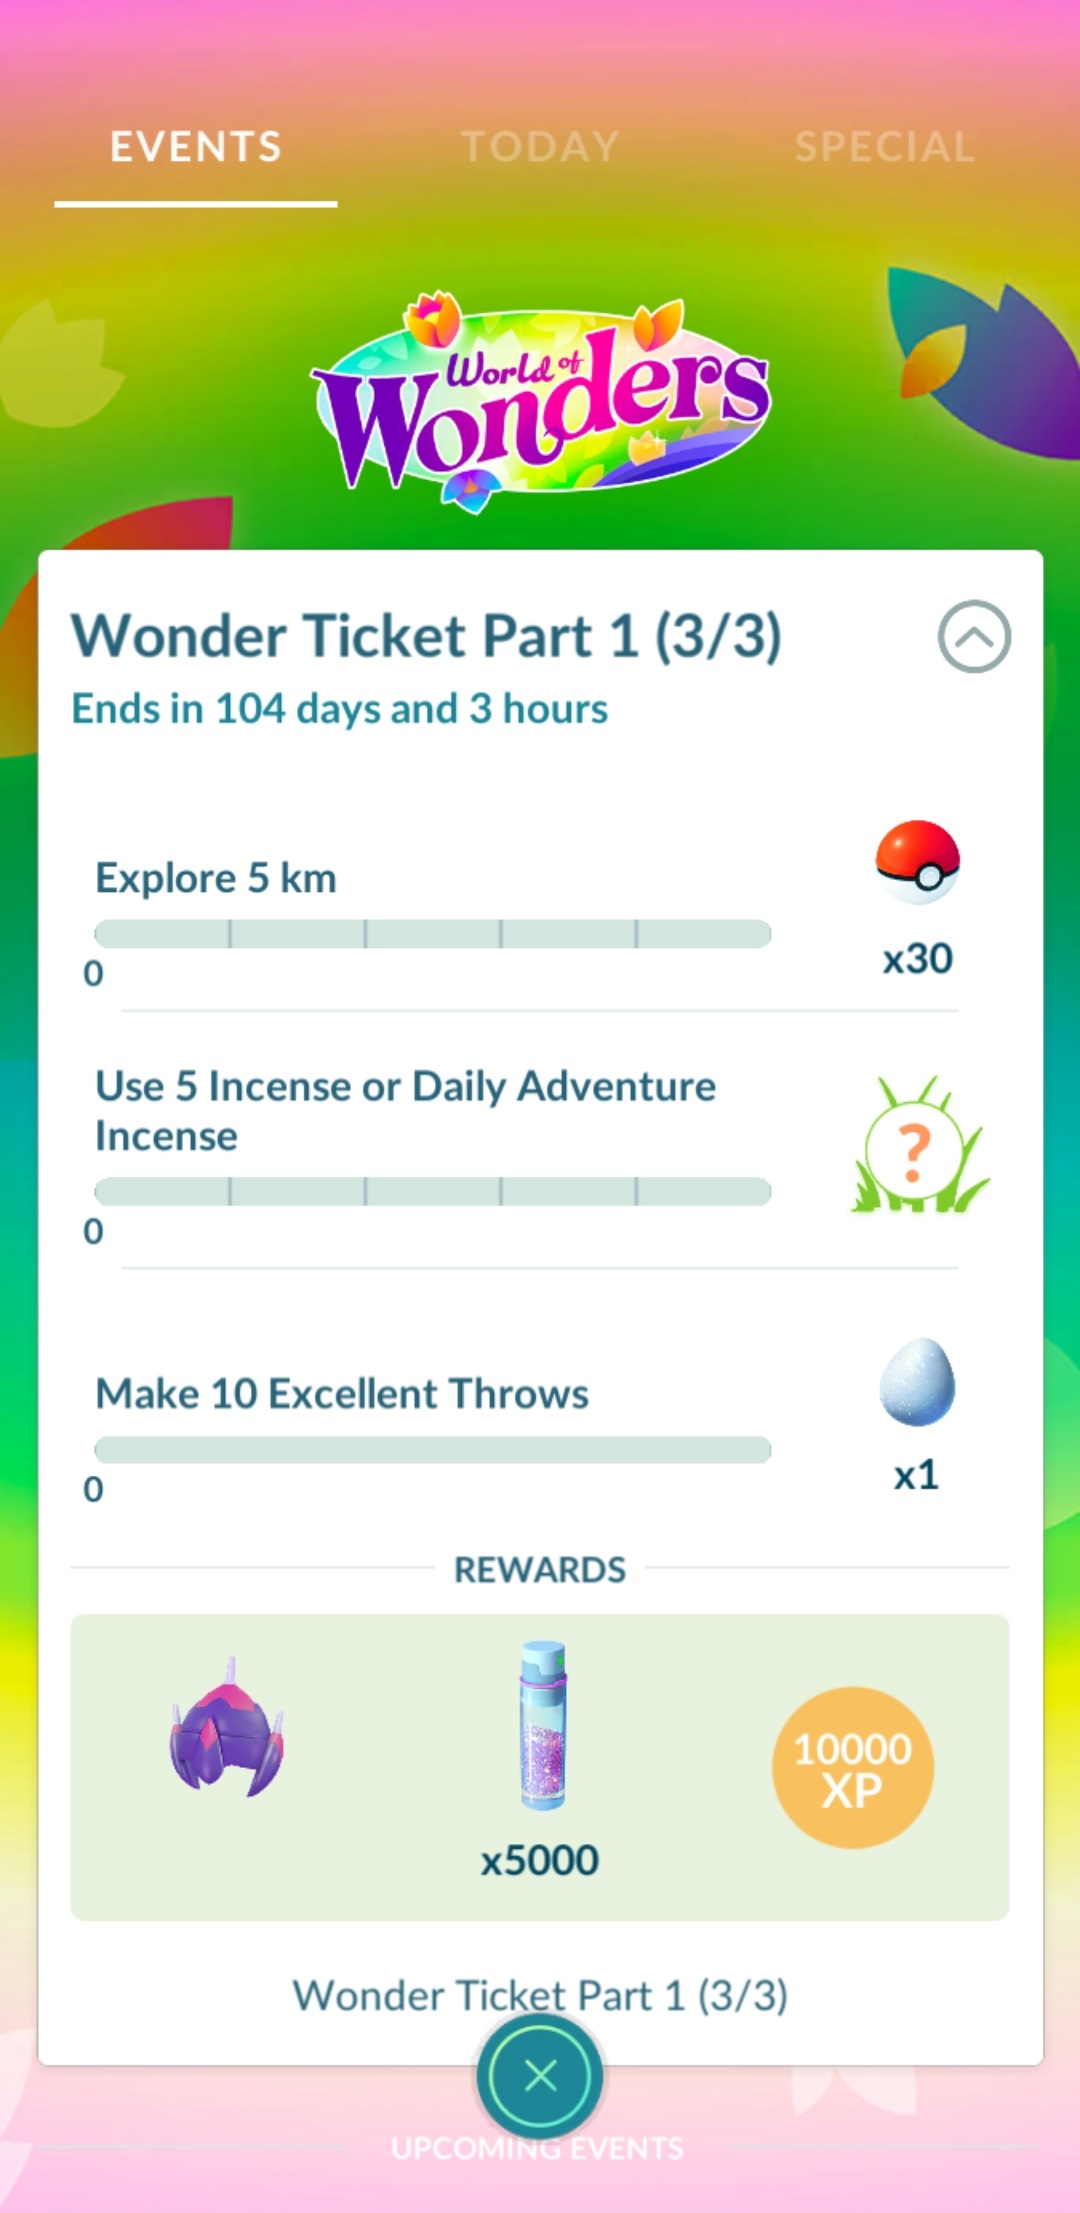 EVENTS TODAY SPECIAL
World of
Wonders
Wonder Ticket Part 1 (3/3)
Ends in 104 days and 3 hours
Explore 5 km
0
x30
Use 5 Incense or Daily Adventure
Incense
0
?
Make 10 Excellent Throws
0
x1
REWARDS
x5000
10000
XP
Wonder Ticket Part 1 (3/3)
UPCOMING EVENTS